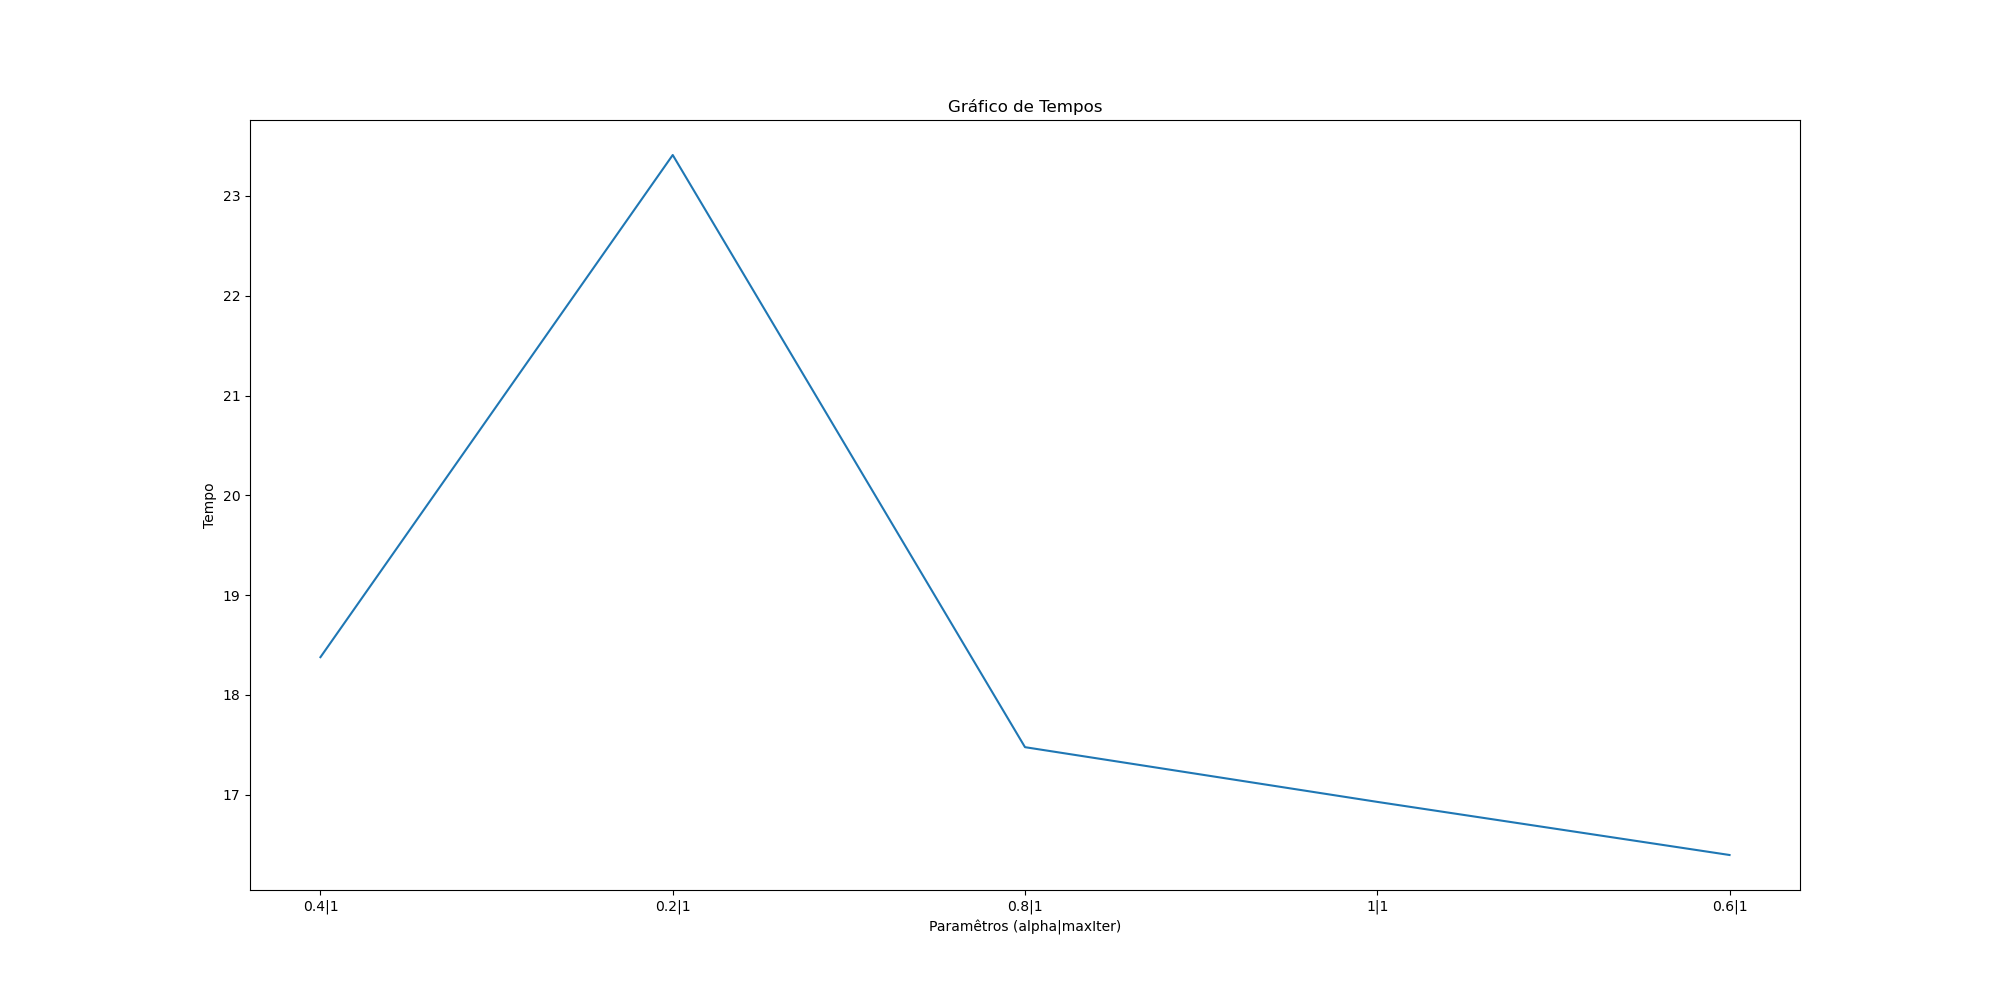 Gráfico de Tempos
23
22
21
20
19
18
17
Tempo
0.4|1 0.2|1 0.8|1 1|1 0.6|1
Paramêtros (alpha|maxIter)